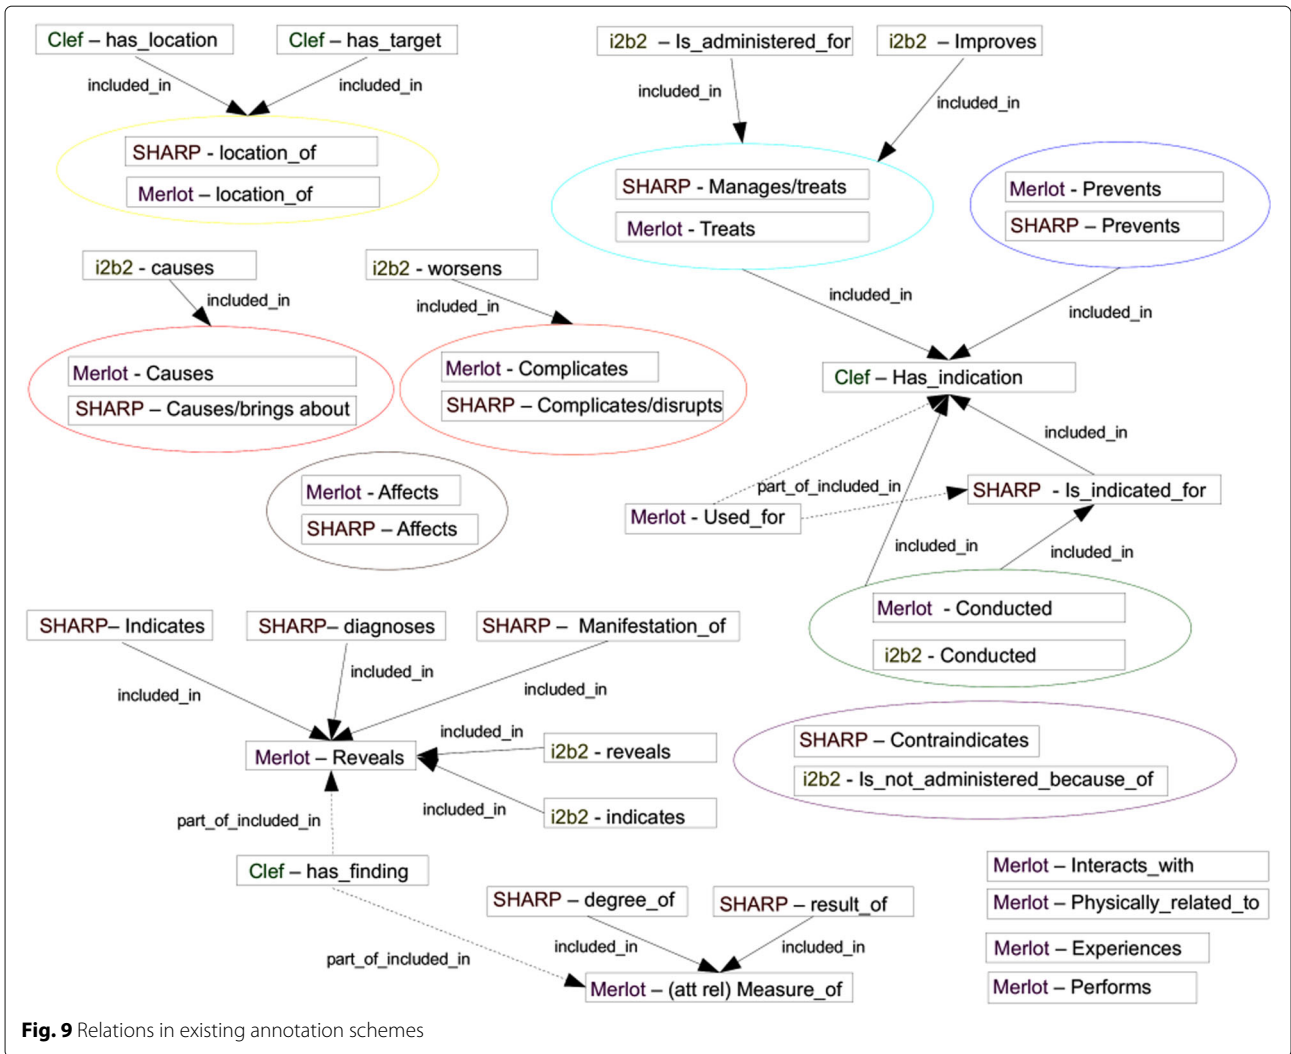 Clef – has_location
Clef – has_target
included_in
included_in
SHARP - location_of
Merlot – location_of
i2b2 – Is_administered_for
i2b2 – Improves
included_in
included_in
SHARP - Manages/treats
Merlot - Treats
Merlot - Prevents
SHARP – Prevents
i2b2 - causes
included_in
i2b2 - worsens
included_in
Merlot - Causes
SHARP – Causes/brings about
Merlot - Complicates
SHARP – Complicates/disrupts
included_in
included_in
Clef – Has_indication
Merlot - Affects
SHARP – Affects
included_in
part_of_included_in
SHARP - Is_indicated_for
Merlot - Used_for
included_in
included_in
Merlot - Conducted
i2b2 - Conducted
SHARP– Indicates
SHARP– diagnoses
SHARP – Manifestation_of
included_in
included_in
included_in
Merlot – Reveals
included_in
i2b2 - reveals
included_in
i2b2 - indicates
SHARP – Contraindicates
i2b2 - Is_not_administered_because_of
part_of_included_in
Clef – has_finding
SHARP – degree_of
SHARP – result_of
included_in
included_in
part_of_included_in
Merlot – (att rel) Measure_of
Merlot – Interacts_with
Merlot – Physically_related_to
Merlot – Experiences
Merlot – Performs
Fig. 9 Relations in existing annotation schemes